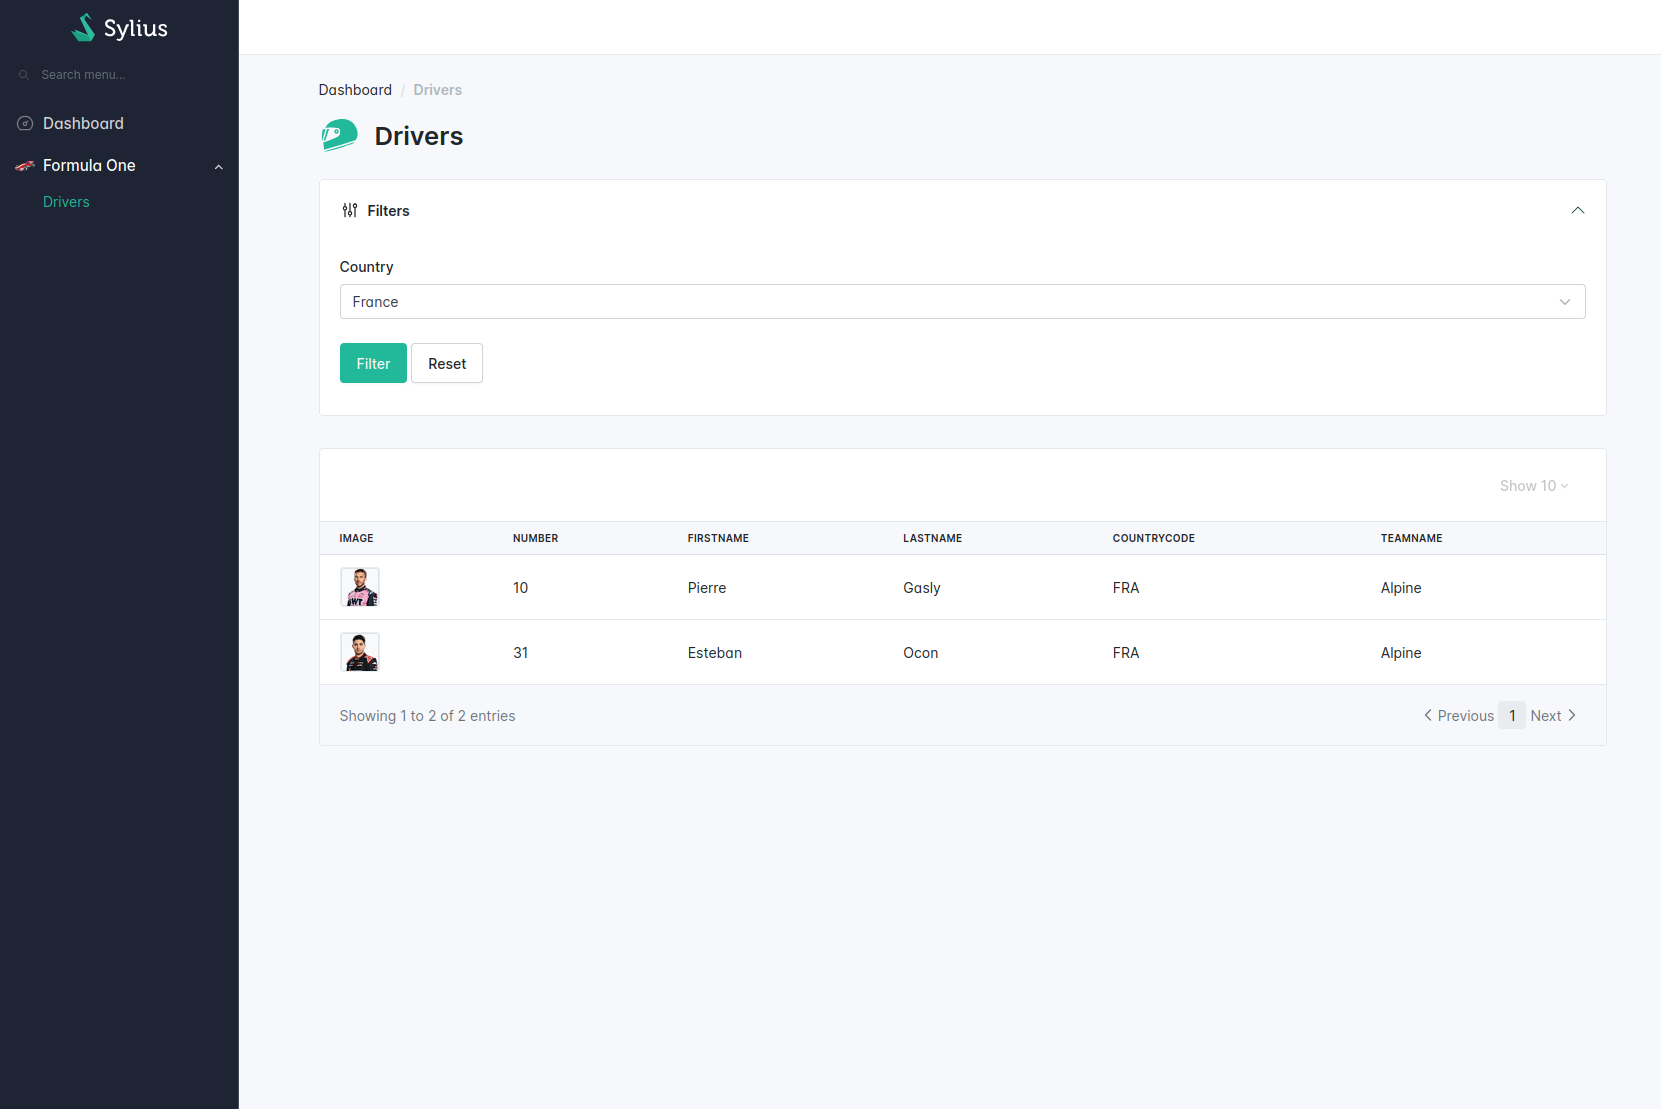 Sylius
Search menu...
Dashboard
Formula One
Drivers
Dashboard / Drivers
Drivers
Filters
Country
France
Filter Reset
Show 10
IMAGE NUMBER FIRSTNAME LASTNAME COUNTRYCODE TEAMNAME
10 Pierre Gasly FRA Alpine
31 Esteban Ocon FRA Alpine
Showing 1 to 2 of 2 entries
Previous 1 Next